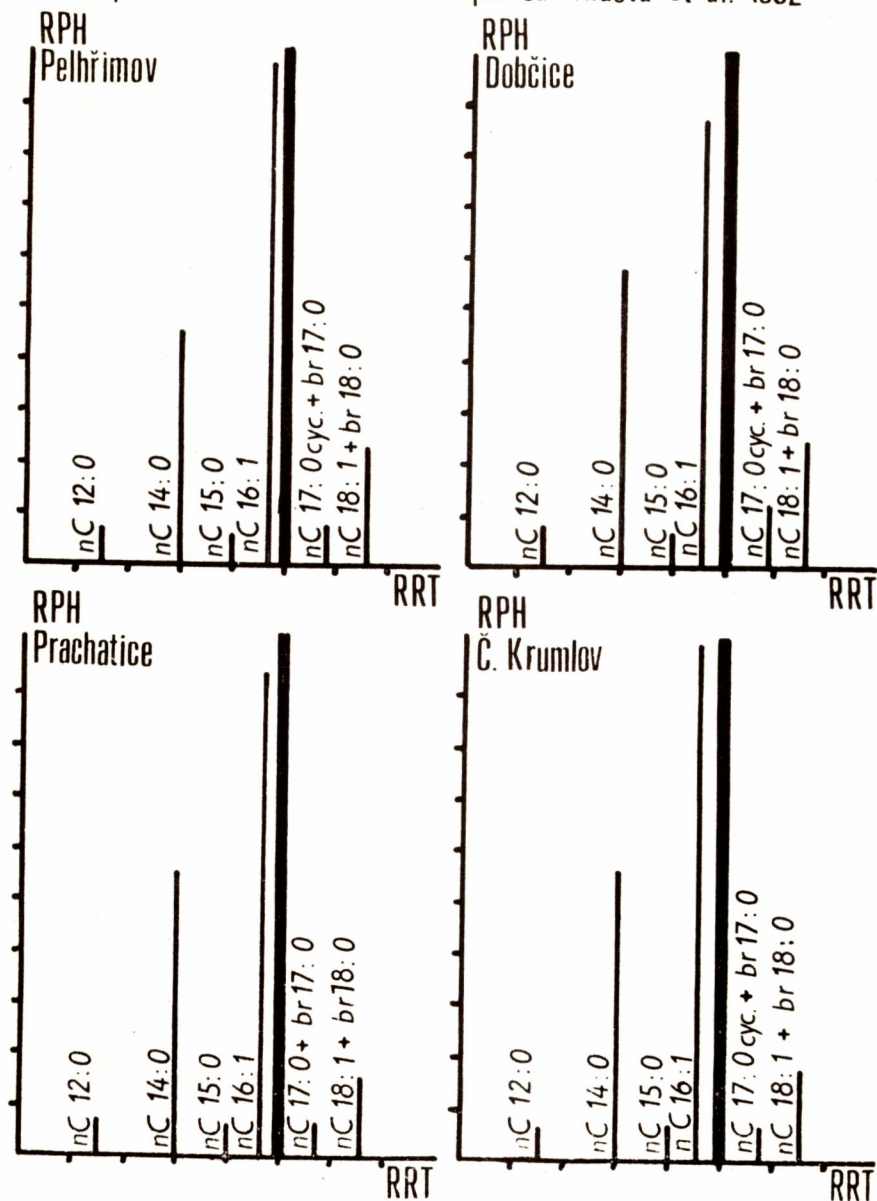 et al. 1982
RPH
Pelhřimov
nC 12:0
nC 14:0
nC 15:0
nC 16:1
nC 17:0cyc.+ br 17:0
nC 18:1+ br 18:0
RRT
RPH
Dobčice
nC 12:0
nC 14:0
nC 15:0
nC 16:1
nC 17:0cyc.+ br 17:0
nC 18:1+ br 18:0
RRT
RPH
Prachatice
nC 12:0
nC 14:0
nC 15:0
nC 16:1
nC 17:0+ br 17:0
nC 18:1+ br 18:0
RRT
RPH
Č. Krumlov
nC 12:0
nC 14:0
nC 15:0
nC 16:1
nC 17:0cyc.+ br 17:0
nC 18:1 + br 18:0
RRT